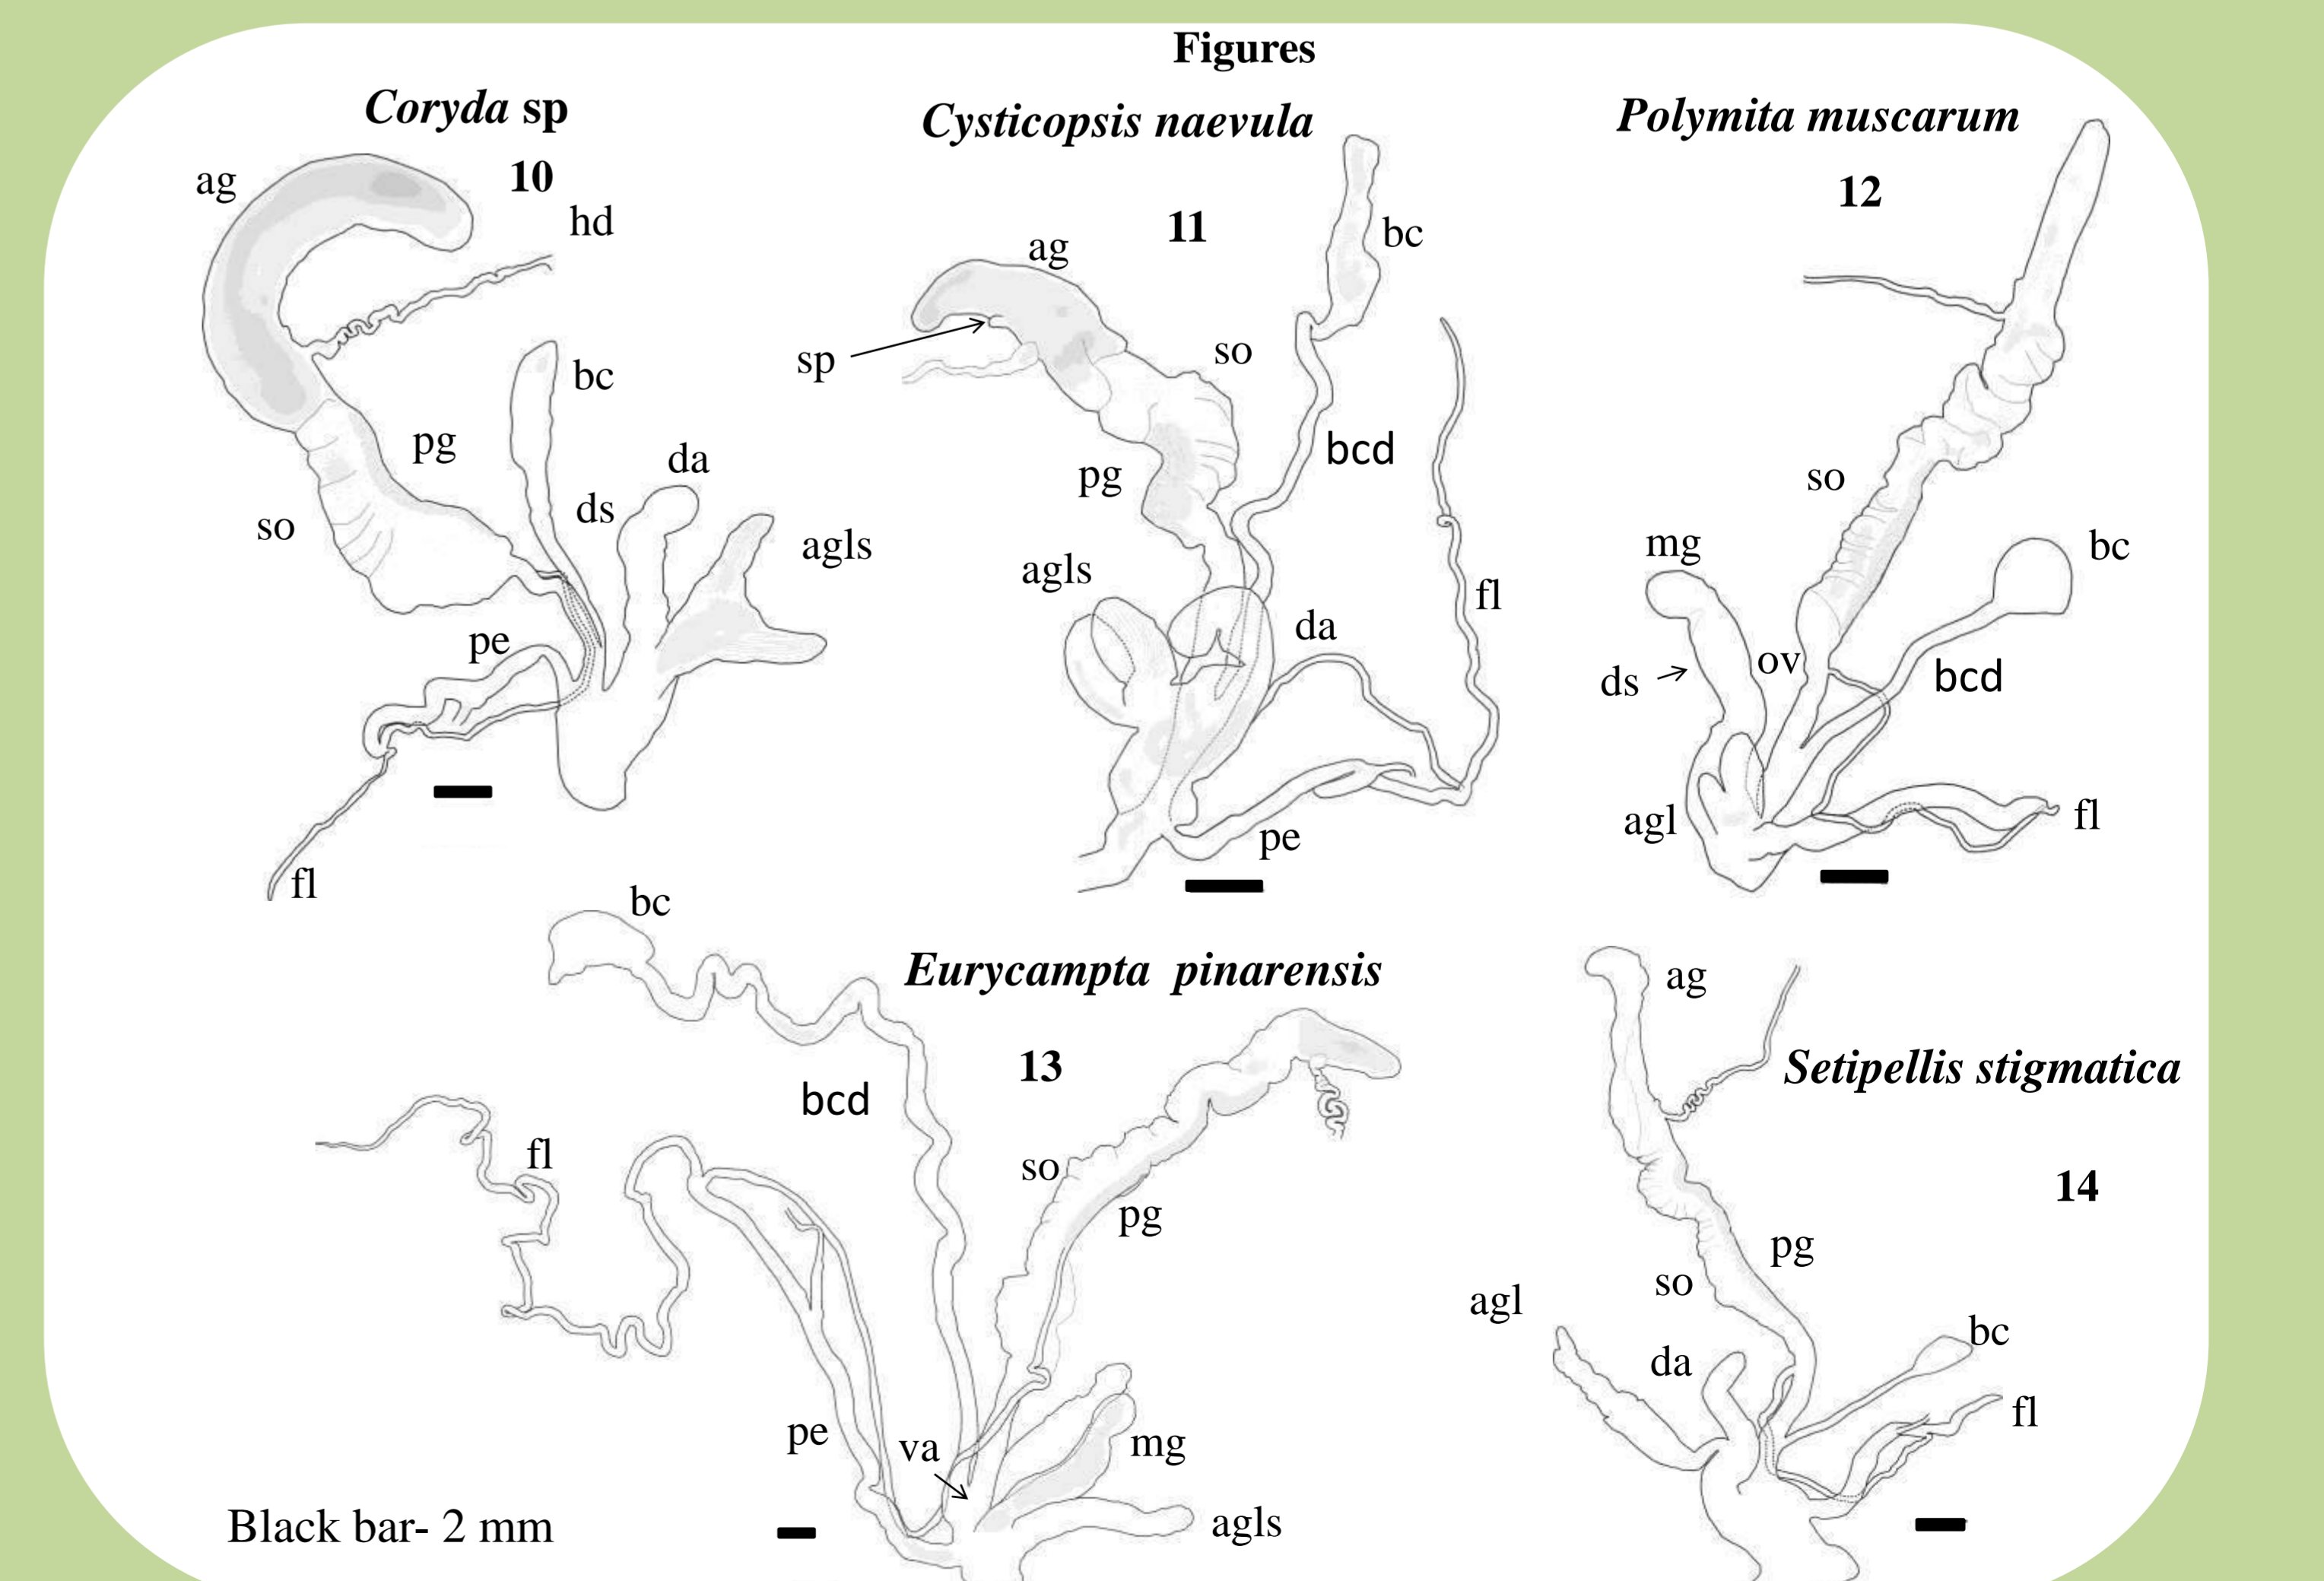 Figures
Coryda sp
10
ag
hd
bc
pg
da
ds
so
agls
pe
fl
Cysticopsis naevula
11
bc
ag
so
sp
bcd
pg
agls
fl
da
pe
Polymita muscarum
12
so
mg
bc
ov
ds
bcd
agl
fl
bc
Eurycampta pinarensis
13
bcd
fl
so
pg
pe
va
mg
agls
Black bar- 2 mm
ag
Setipellis stigmatica
14
pg
so
agl
bc
da
fl